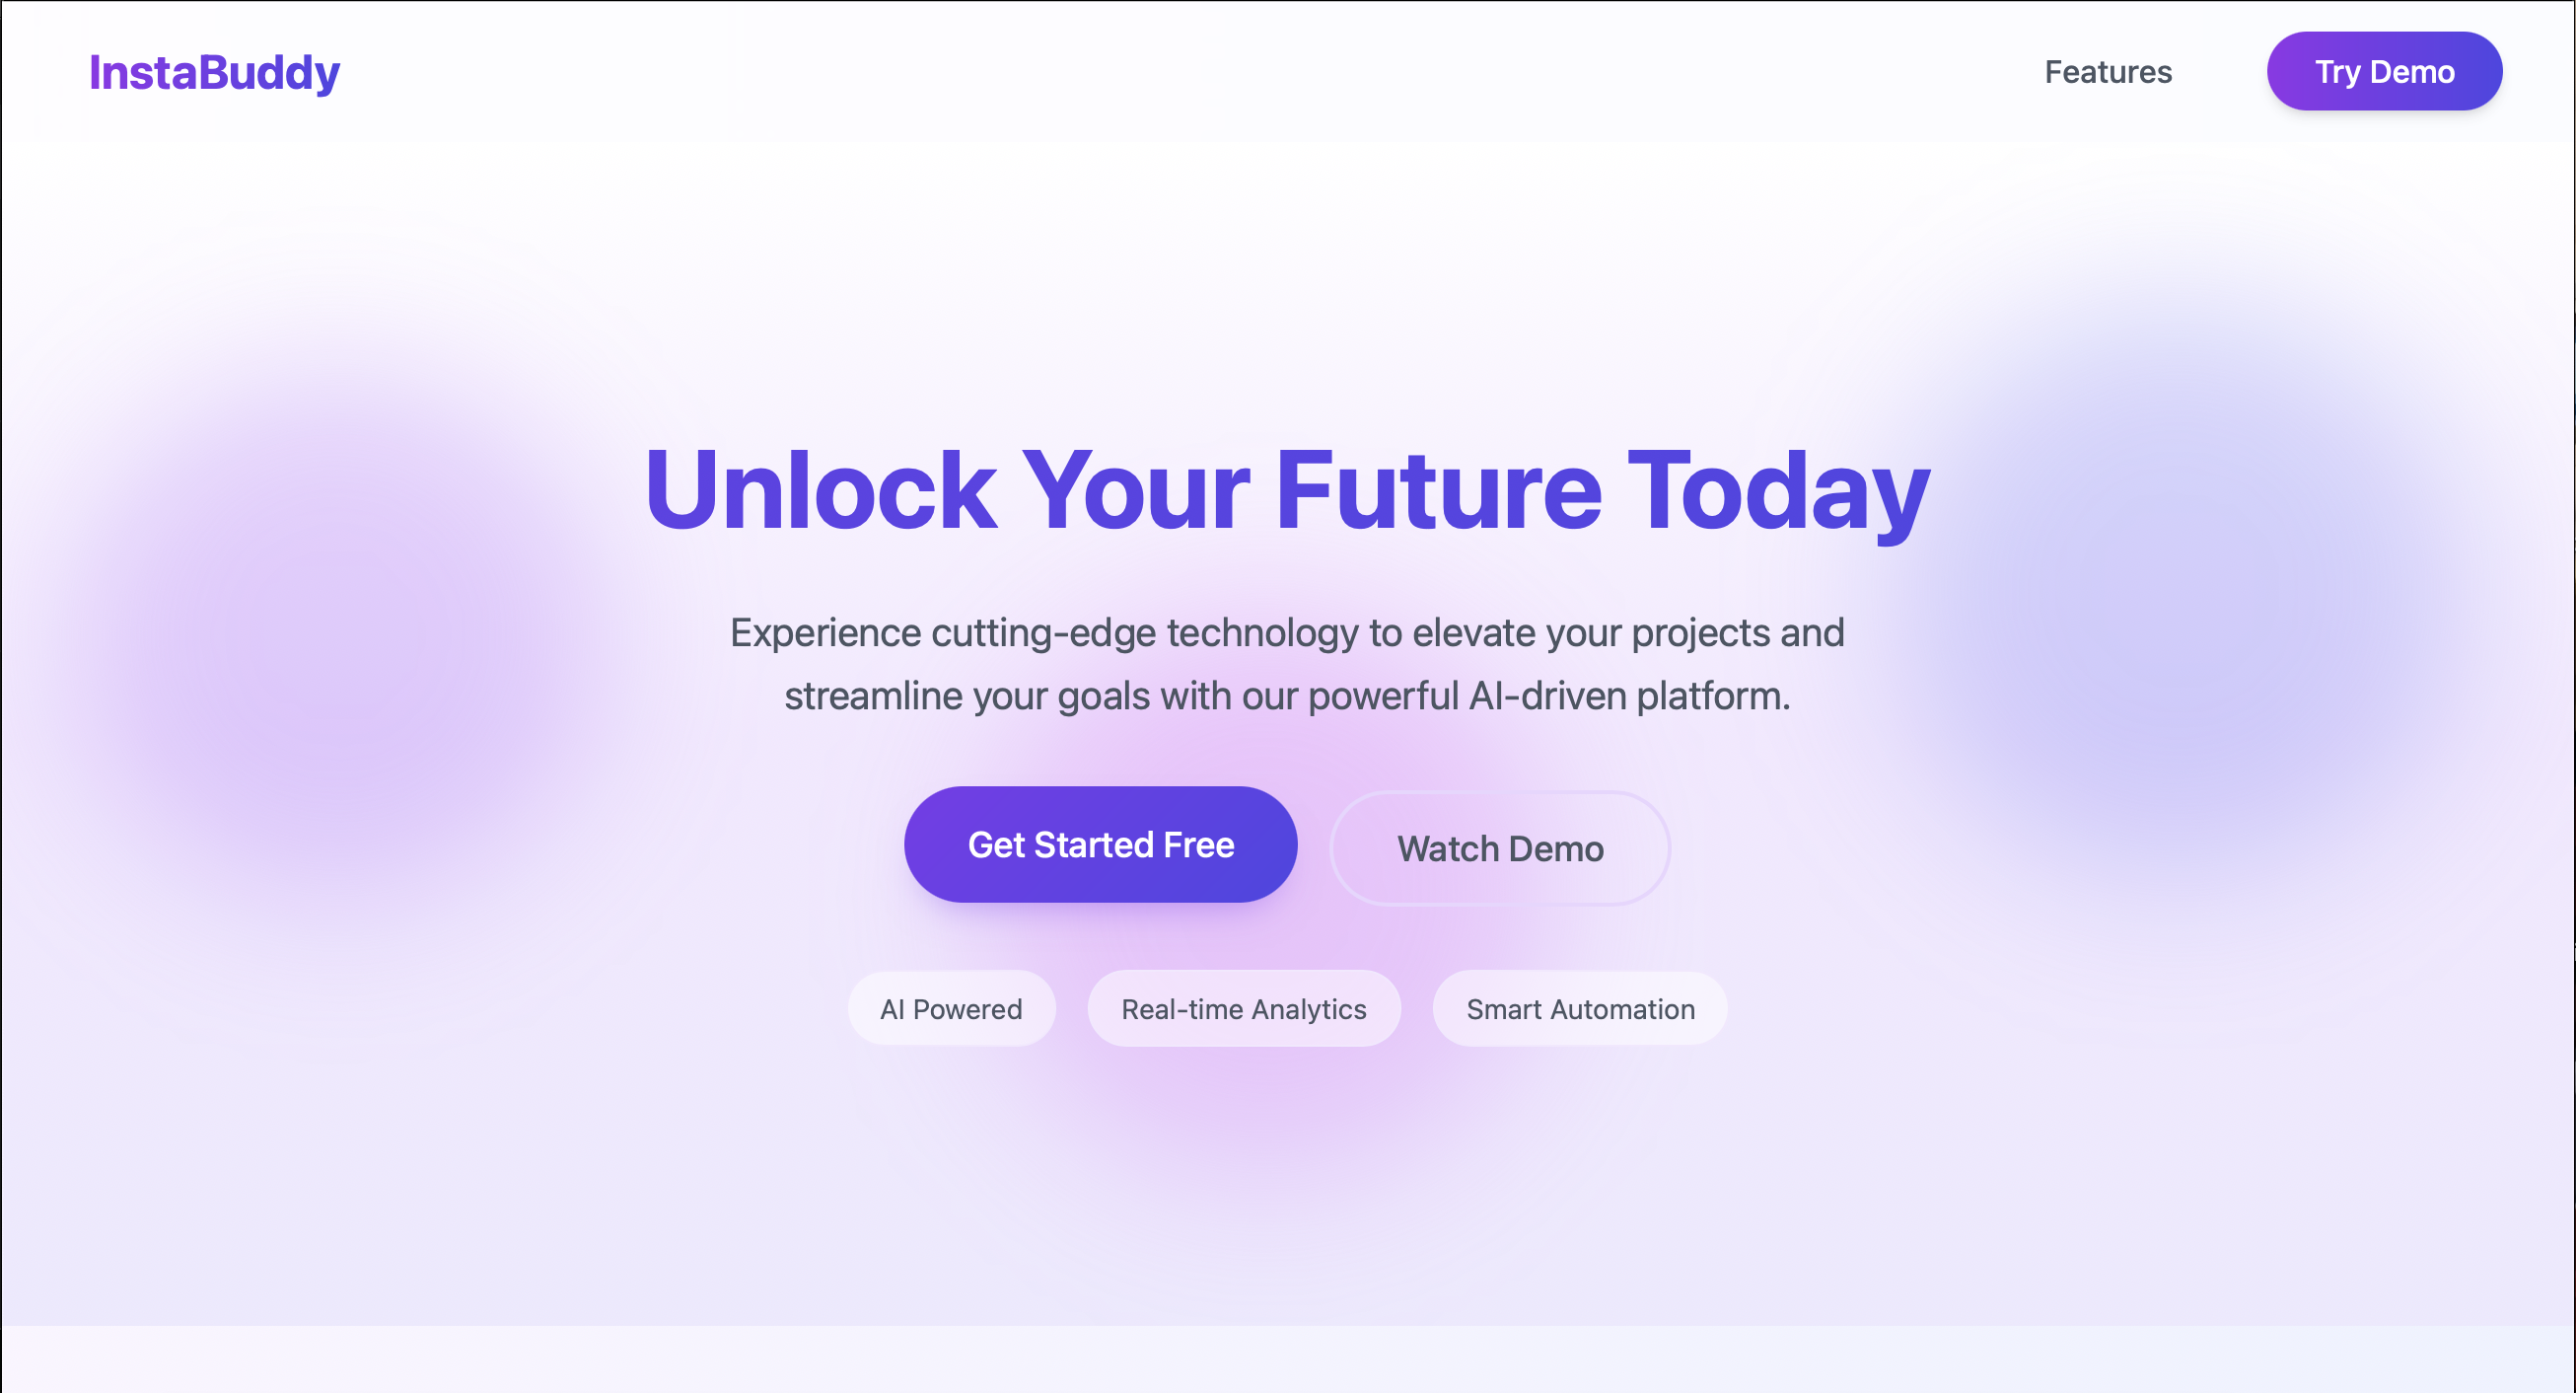 InstaBuddy
Features
Try Demo
Unlock Your Future Today
Experience cutting-edge technology to elevate your projects and
streamline your goals with our powerful AI-driven platform.
Get Started Free
Watch Demo
AI Powered
Real-time Analytics
Smart Automation